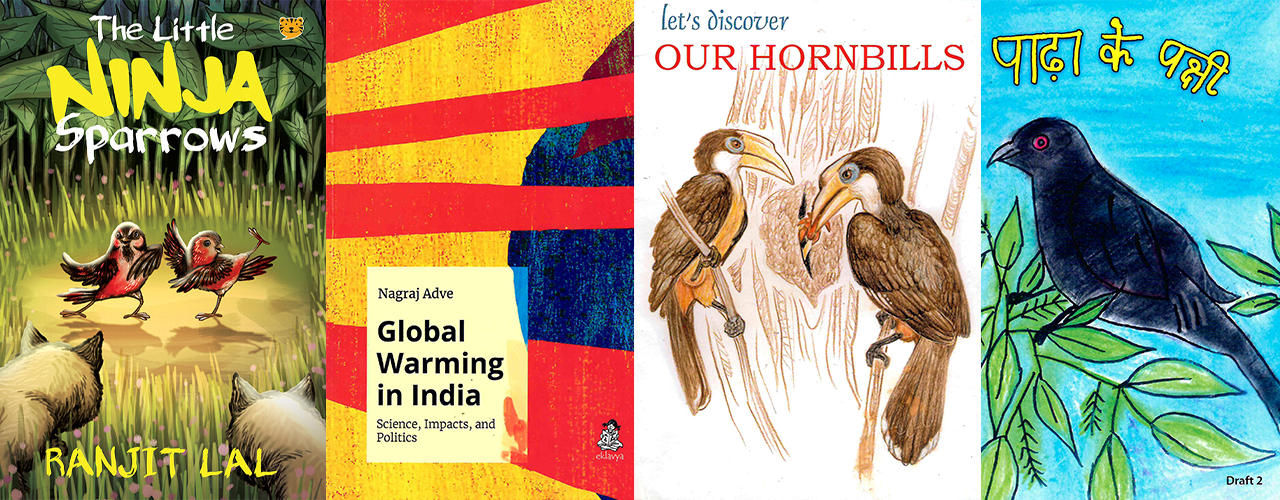 The Little
NINJA
Sparrows
RANJIT LAL
Nagraj Adve
Global
Warming
in India
Science, Impacts, and
Politics
eklavya
let's discover
OUR HORNBILLS
पाढ़ा के पक्षी
Draft 2